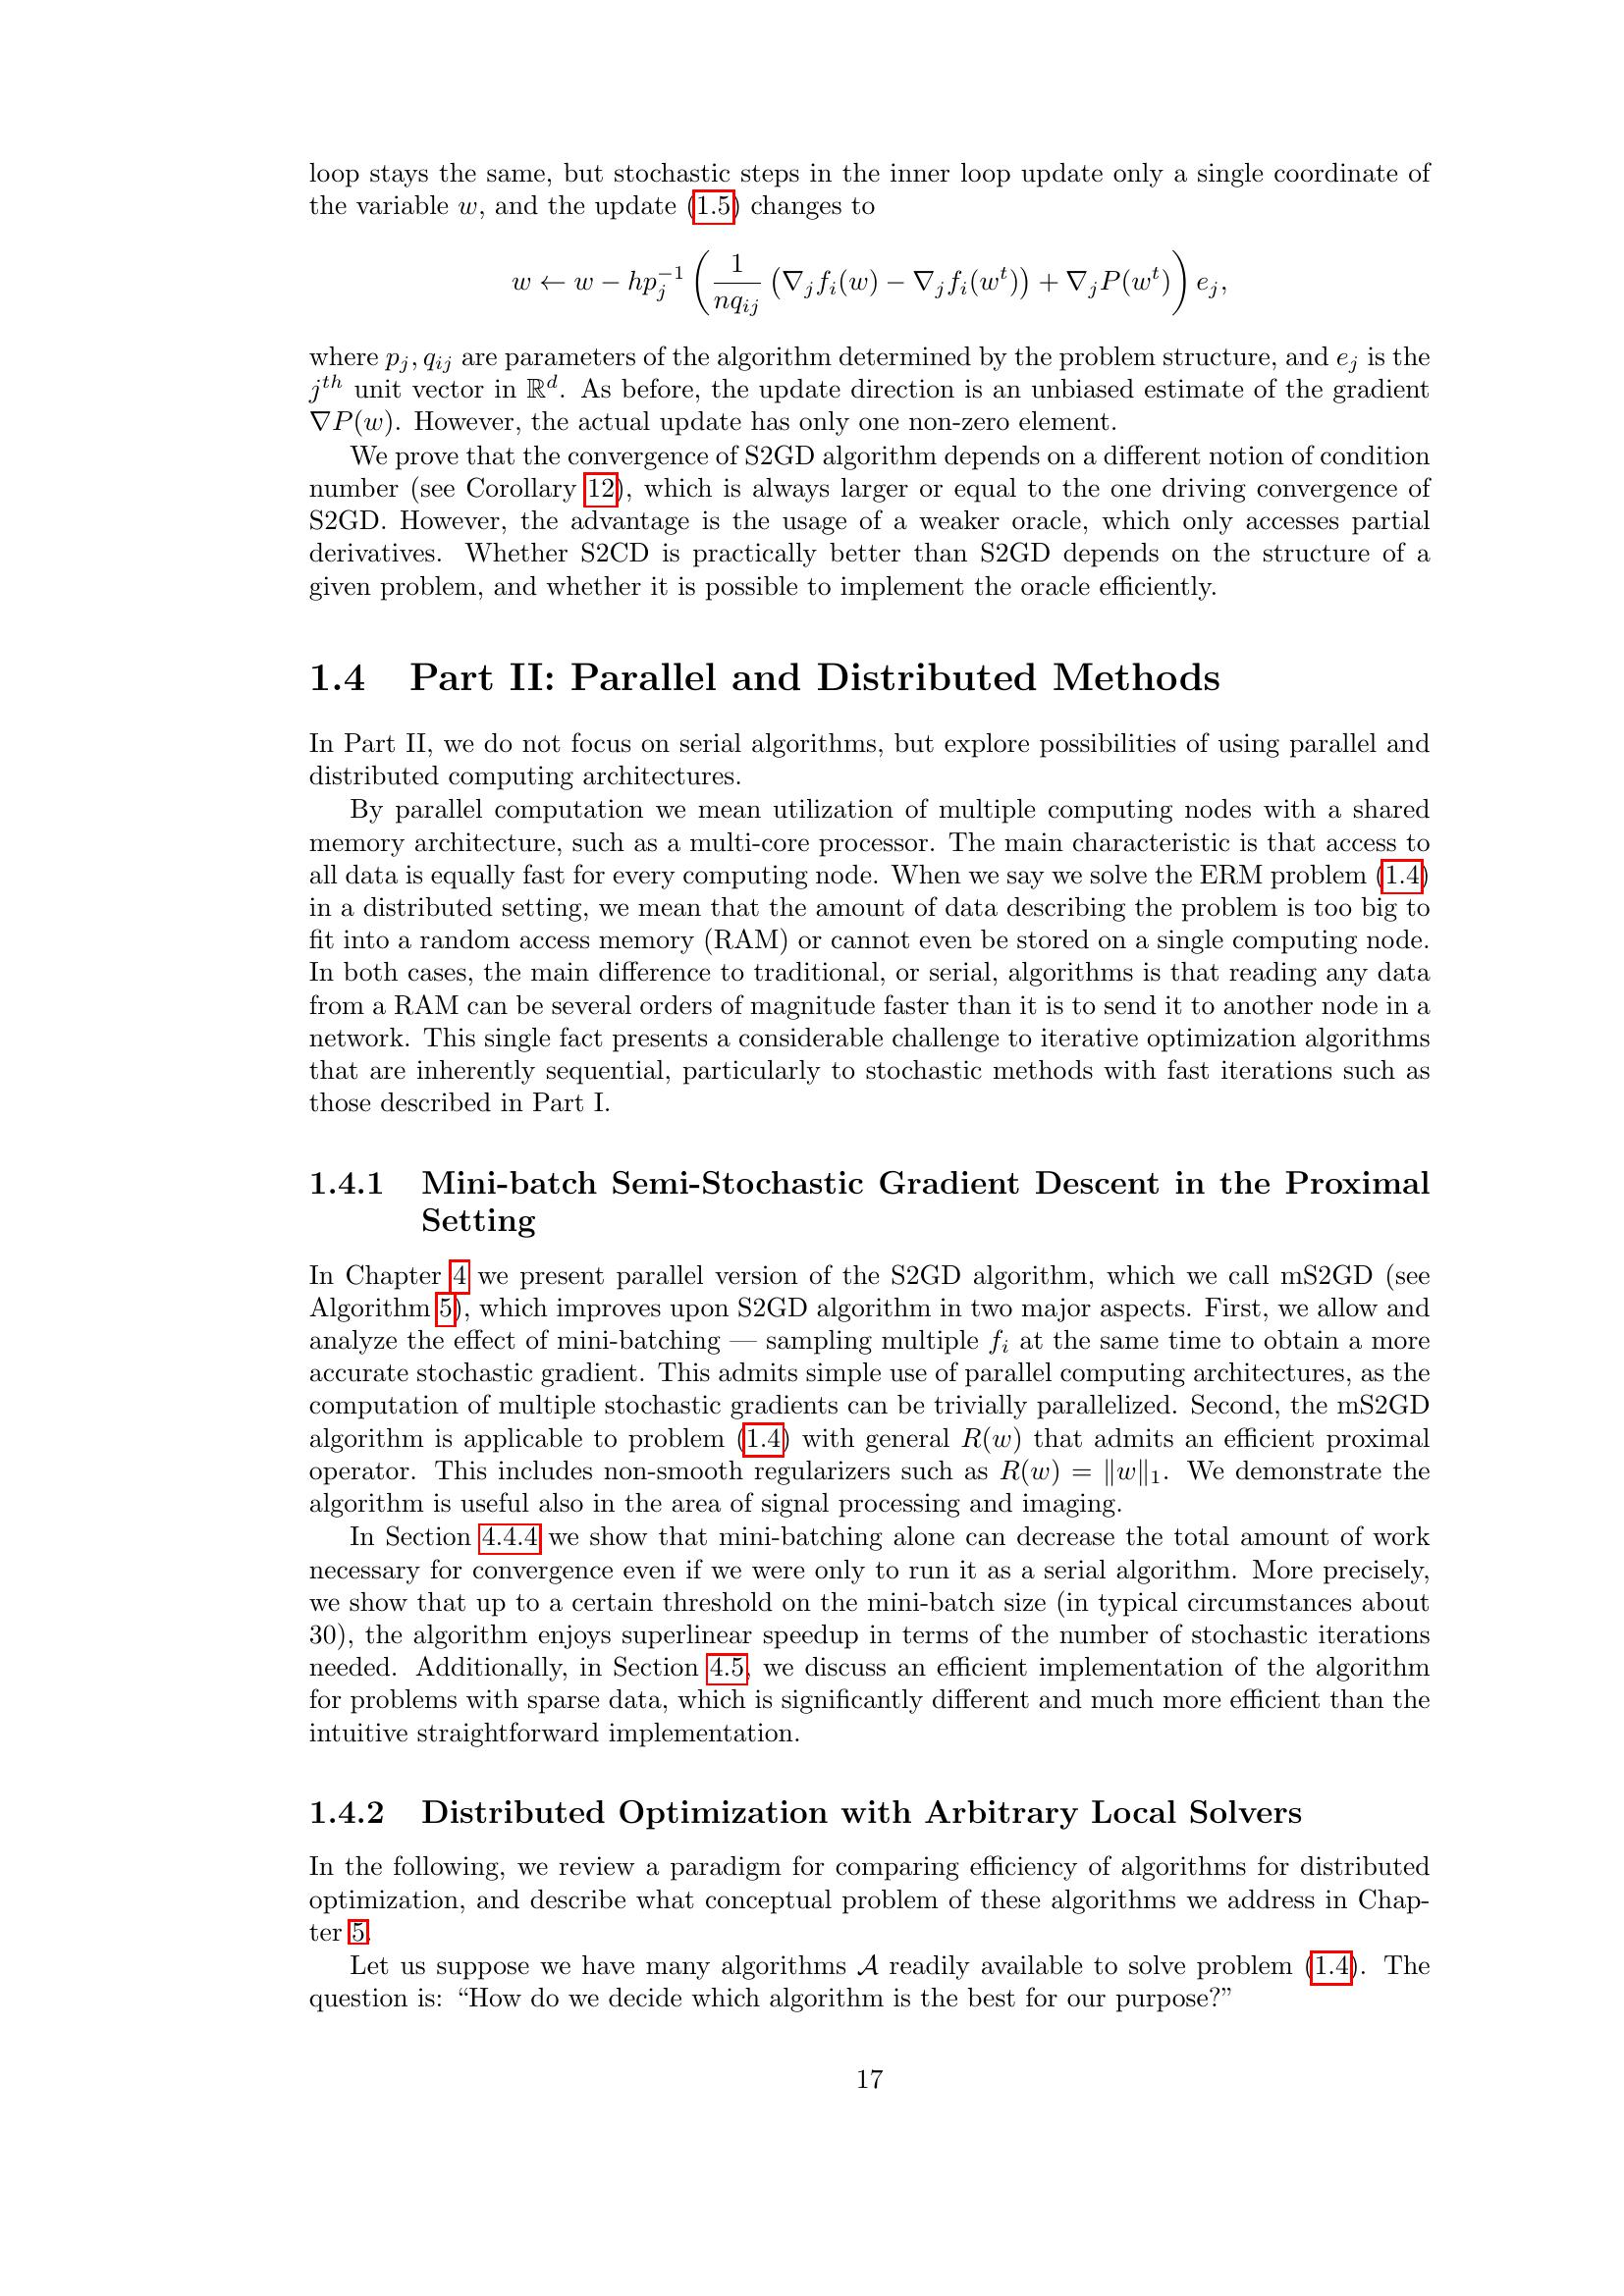 loop stays the same, but stochastic steps in the inner loop update only a single coordinate of
the variable w, and the update (1.5) changes to
w ← w − hp_j^{−1} ( \frac{1}{nq_{ij}} (∇_j f_i(w) − ∇_j f_i(w^t)) + ∇_j P(w^t) ) e_j,
where p_j, q_{ij} are parameters of the algorithm determined by the problem structure, and e_j is the
j^{th} unit vector in ℝ^d. As before, the update direction is an unbiased estimate of the gradient
∇P(w). However, the actual update has only one non-zero element.
We prove that the convergence of S2GD algorithm depends on a different notion of condition
number (see Corollary 12), which is always larger or equal to the one driving convergence of
S2GD. However, the advantage is the usage of a weaker oracle, which only accesses partial
derivatives. Whether S2CD is practically better than S2GD depends on the structure of a
given problem, and whether it is possible to implement the oracle efficiently.
1.4 Part II: Parallel and Distributed Methods
In Part II, we do not focus on serial algorithms, but explore possibilities of using parallel and
distributed computing architectures.
By parallel computation we mean utilization of multiple computing nodes with a shared
memory architecture, such as a multi-core processor. The main characteristic is that access to
all data is equally fast for every computing node. When we say we solve the ERM problem (1.4)
in a distributed setting, we mean that the amount of data describing the problem is too big to
fit into a random access memory (RAM) or cannot even be stored on a single computing node.
In both cases, the main difference to traditional, or serial, algorithms is that reading any data
from a RAM can be several orders of magnitude faster than it is to send it to another node in a
network. This single fact presents a considerable challenge to iterative optimization algorithms
that are inherently sequential, particularly to stochastic methods with fast iterations such as
those described in Part I.
1.4.1 Mini-batch Semi-Stochastic Gradient Descent in the Proximal
Setting
In Chapter 4 we present parallel version of the S2GD algorithm, which we call mS2GD (see
Algorithm 5), which improves upon S2GD algorithm in two major aspects. First, we allow and
analyze the effect of mini-batching — sampling multiple f_i at the same time to obtain a more
accurate stochastic gradient. This admits simple use of parallel computing architectures, as the
computation of multiple stochastic gradients can be trivially parallelized. Second, the mS2GD
algorithm is applicable to problem (1.4) with general R(w) that admits an efficient proximal
operator. This includes non-smooth regularizers such as R(w) = ‖w‖_1. We demonstrate the
algorithm is useful also in the area of signal processing and imaging.
In Section 4.4.4 we show that mini-batching alone can decrease the total amount of work
necessary for convergence even if we were only to run it as a serial algorithm. More precisely,
we show that up to a certain threshold on the mini-batch size (in typical circumstances about
30), the algorithm enjoys superlinear speedup in terms of the number of stochastic iterations
needed. Additionally, in Section 4.5, we discuss an efficient implementation of the algorithm
for problems with sparse data, which is significantly different and much more efficient than the
intuitive straightforward implementation.
1.4.2 Distributed Optimization with Arbitrary Local Solvers
In the following, we review a paradigm for comparing efficiency of algorithms for distributed
optimization, and describe what conceptual problem of these algorithms we address in Chap-
ter 5.
Let us suppose we have many algorithms 𝒜 readily available to solve problem (1.4). The
question is: “How do we decide which algorithm is the best for our purpose?”
17